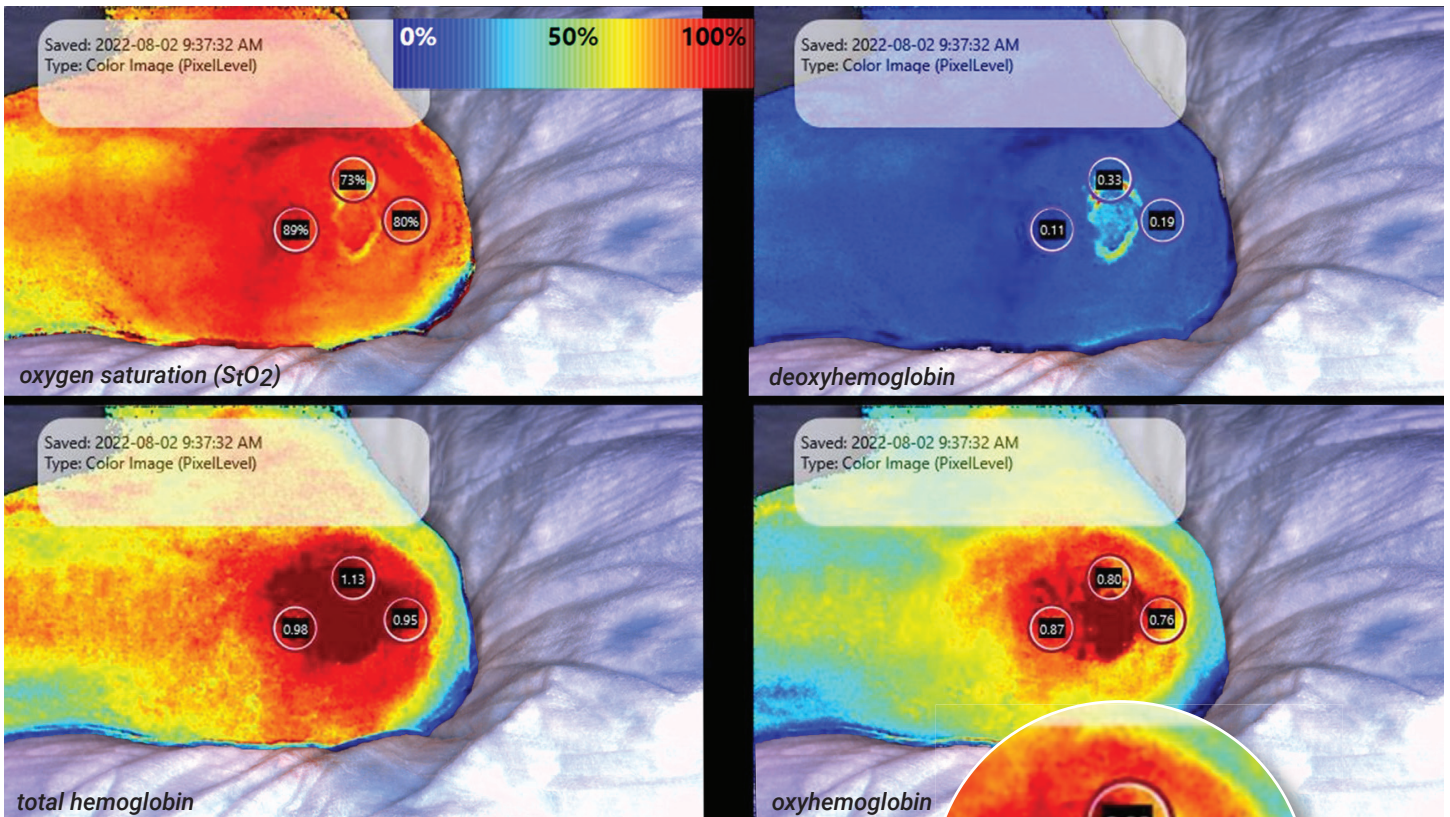 Saved: 2022-08-02 9:37:32 AM
Type: Color Image (PixelLevel)
0% 50% 100%
73%
89%
80%
oxygen saturation (StO2)
Saved: 2022-08-02 9:37:32 AM
Type: Color Image (PixelLevel)
0.33
0.11
0.19
deoxyhemoglobin
Saved: 2022-08-02 9:37:32 AM
Type: Color Image (PixelLevel)
1.13
0.98
0.95
total hemoglobin
Saved: 2022-08-02 9:37:32 AM
Type: Color Image (PixelLevel)
0.80
0.87
0.76
oxyhemoglobin